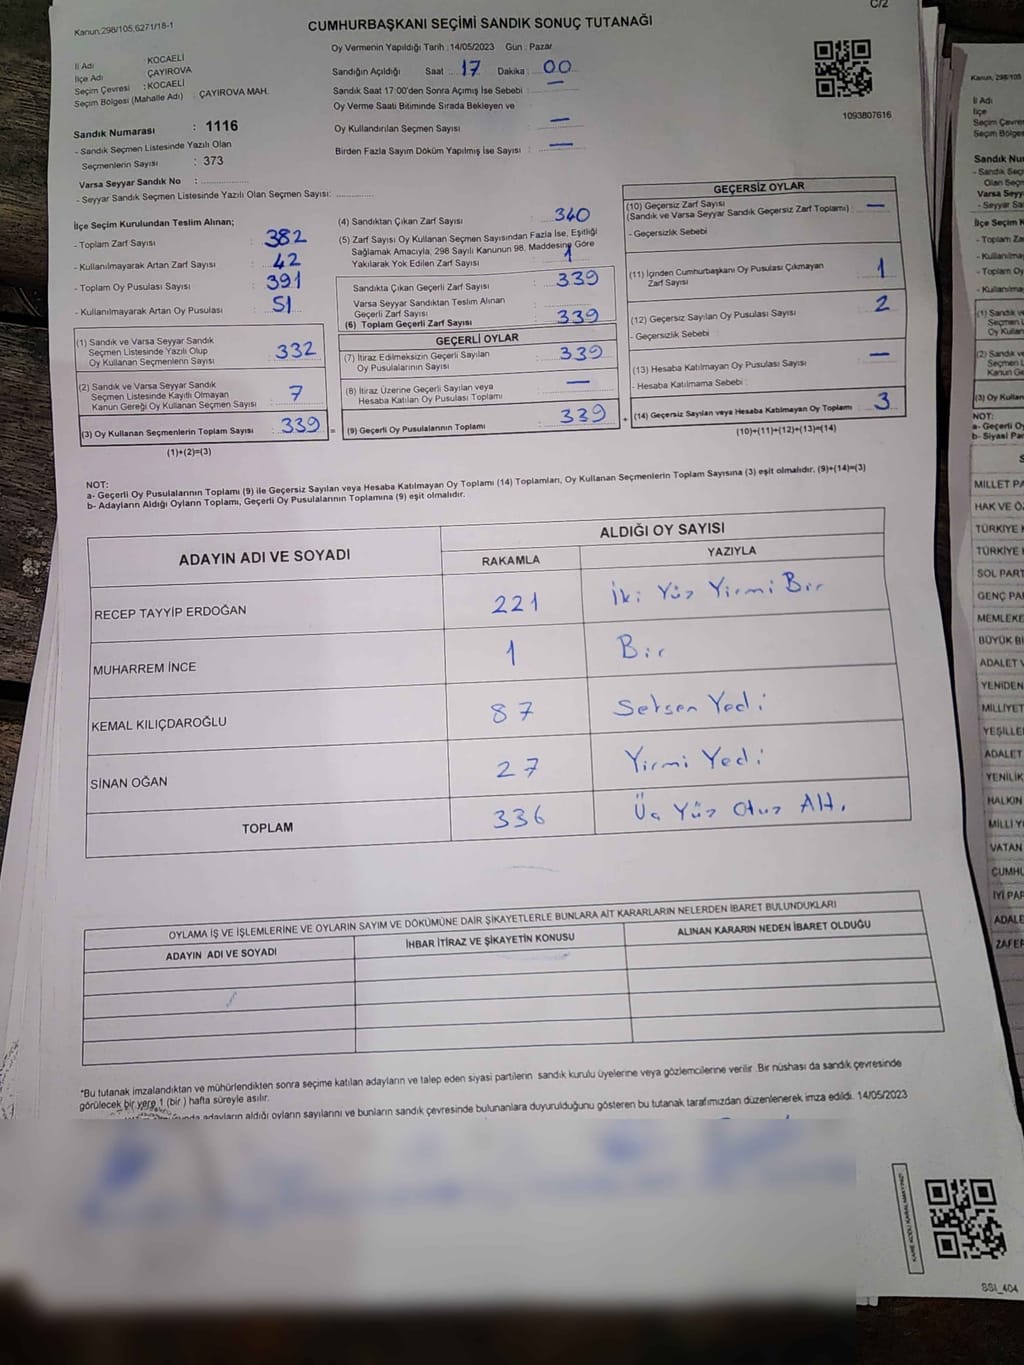 C/2
Kanun;298/105,6271/18-1
CUMHURBAŞKANI SEÇİMİ SANDIK SONUÇ TUTANAĞI
Oy Vermenin Yapıldığı Tarih :14/05/2023 Gün : Pazar
İl Adı : KOCAELİ
İlçe Adı ÇAYIROVA
Seçim Çevresi : KOCAELİ
Seçim Bölgesi (Mahalle Adı) : ÇAYIROVA MAH.
Sandığın Açıldığı Saat : 17 Dakika : 00
Sandık Saat 17:00'den Sonra Açımış İse Sebebi : —
Oy Verme Saati Bitiminde Sırada Bekleyen ve
Oy Kullandırılan Seçmen Sayısı : —
Birden Fazla Sayım Döküm Yapılmış İse Sayısı : —
1093807616
Sandık Numarası : 1116
- Sandık Seçmen Listesinde Yazılı Olan
Seçmenlerin Sayısı : 373
Varsa Seyyar Sandık No :
- Seyyar Sandık Seçmen Listesinde Yazılı Olan Seçmen Sayısı:
İlçe Seçim Kurulundan Teslim Alınan;
- Toplam Zarf Sayısı : 382
- Kullanılmayarak Artan Zarf Sayısı : 42
- Toplam Oy Pusulası Sayısı : 391
- Kullanılmayarak Artan Oy Pusulası : 51
(1) Sandık ve Varsa Seyyar Sandık
Seçmen Listesinde Yazılı Olup
Oy Kullanan Seçmenlerin Sayısı : 332
(2) Sandık ve Varsa Seyyar Sandık
Seçmen Listesinde Kayıtlı Olmayan
Kanun Gereği Oy Kullanan Seçmen Sayısı : 7
(3) Oy Kullanan Seçmenlerin Toplam Sayısı : 339 =
(1)+(2)=(3)
(4) Sandıktan Çıkan Zarf Sayısı : 340
(5) Zarf Sayısı Oy Kullanan Seçmen Sayısından Fazla İse, Eşitliği
Sağlamak Amacıyla, 298 Sayılı Kanunun 98. Maddesine Göre
Yakılarak Yok Edilen Zarf Sayısı : 1
Sandıkta Çıkan Geçerli Zarf Sayısı : 339
Varsa Seyyar Sandıktan Teslim Alınan
Geçerli Zarf Sayısı :
(6) Toplam Geçerli Zarf Sayısı : 339
GEÇERLİ OYLAR
(7) İtiraz Edilmeksizin Geçerli Sayılan
Oy Pusulalarının Sayısı : 339
(8) İtiraz Üzerine Geçerli Sayılan veya
Hesaba Katılan Oy Pusulası Toplamı : —
(9) Geçerli Oy Pusulalarının Toplamı : 339 +
GEÇERSİZ OYLAR
(10) Geçersiz Zarf Sayısı
(Sandık ve Varsa Seyyar Sandık Geçersiz Zarf Toplamı) : —
- Geçersizlik Sebebi :
(11) İçinden Cumhurbaşkanı Oy Pusulası Çıkmayan
Zarf Sayısı : 1
(12) Geçersiz Sayılan Oy Pusulası Sayısı : 2
- Geçersizlik Sebebi :
(13) Hesaba Katılmayan Oy Pusulası Sayısı : —
- Hesaba Katılmama Sebebi :
(14) Geçersiz Sayılan veya Hesaba Katılmayan Oy Toplamı : 3
(10)+(11)+(12)+(13)=(14)
NOT:
a- Geçerli Oy Pusulalarının Toplamı (9) ile Geçersiz Sayılan veya Hesaba Katılmayan Oy Toplamı (14) Toplamları, Oy Kullanan Seçmenlerin Toplam Sayısına (3) eşit olmalıdır. (9)+(14)=(3)
b- Adayların Aldığı Oyların Toplamı, Geçerli Oy Pusulalarının Toplamına (9) eşit olmalıdır.
ADAYIN ADI VE SOYADI
ALDIĞI OY SAYISI
RAKAMLA YAZIYLA
RECEP TAYYİP ERDOĞAN 221 İki Yüz Yirmi Bir
MUHARREM İNCE 1 Bir
KEMAL KILIÇDAROĞLU 87 Seksen Yedi
SİNAN OĞAN 27 Yirmi Yedi
TOPLAM 336 Üç Yüz Otuz Altı
OYLAMA İŞ VE İŞLEMLERİNE VE OYLARIN SAYIM VE DÖKÜMÜNE DAİR ŞİKAYETLERLE BUNLARA AİT KARARLARIN NELERDEN İBARET BULUNDUKLARI
ADAYIN ADI VE SOYADI İHBAR İTİRAZ VE ŞİKAYETİN KONUSU ALINAN KARARIN NEDEN İBARET OLDUĞU
*Bu tutanak imzalandıktan ve mühürlendikten sonra seçime katılan adayların ve talep eden siyasi partilerin sandık kurulu üyelerine veya gözlemcilerine verilir .Bir nüshası da sandık çevresinde
görülecek bir yere 1 (bir ) hafta süreyle asılır.
adayların aldığı oyların sayılarını ve bunların sandık çevresinde bulunanlara duyurulduğunu gösteren bu tutanak tarafımızdan düzenlenerek imza edildi. 14/05/2023
SSI_404
Kanun, 298/105
İl Adı
İlçe
Seçim Çevre
Seçim Böl
Sandık Nu
- Sandık Seç
Olan Seç
Varsa Seyy
- Seyyar Sa
İlçe Seçim K
- Toplam Za
- Kullanılma
- Toplam Oy
- Kullanılma
(1) Sandık v
Seçmen L
Oy Kullan
(2) Sandık ve
Seçmen L
Kanun Ge
(3) Oy Kullan
NOT:
a- Geçerli Oy
b- Siyasi Par
MİLLET PA
HAK VE Ö
TÜRKİYE
TÜRKİYE
SOL PART
GENÇ PA
MEMLEKE
BÜYÜK Bİ
ADALET V
YENİDEN
MİLLİYET
YEŞİLLE
ADALET
YENİLİK
HALKIN
MİLLİ Y
VATAN
CUMHU
İYİ PAR
ADALE
ZAFER